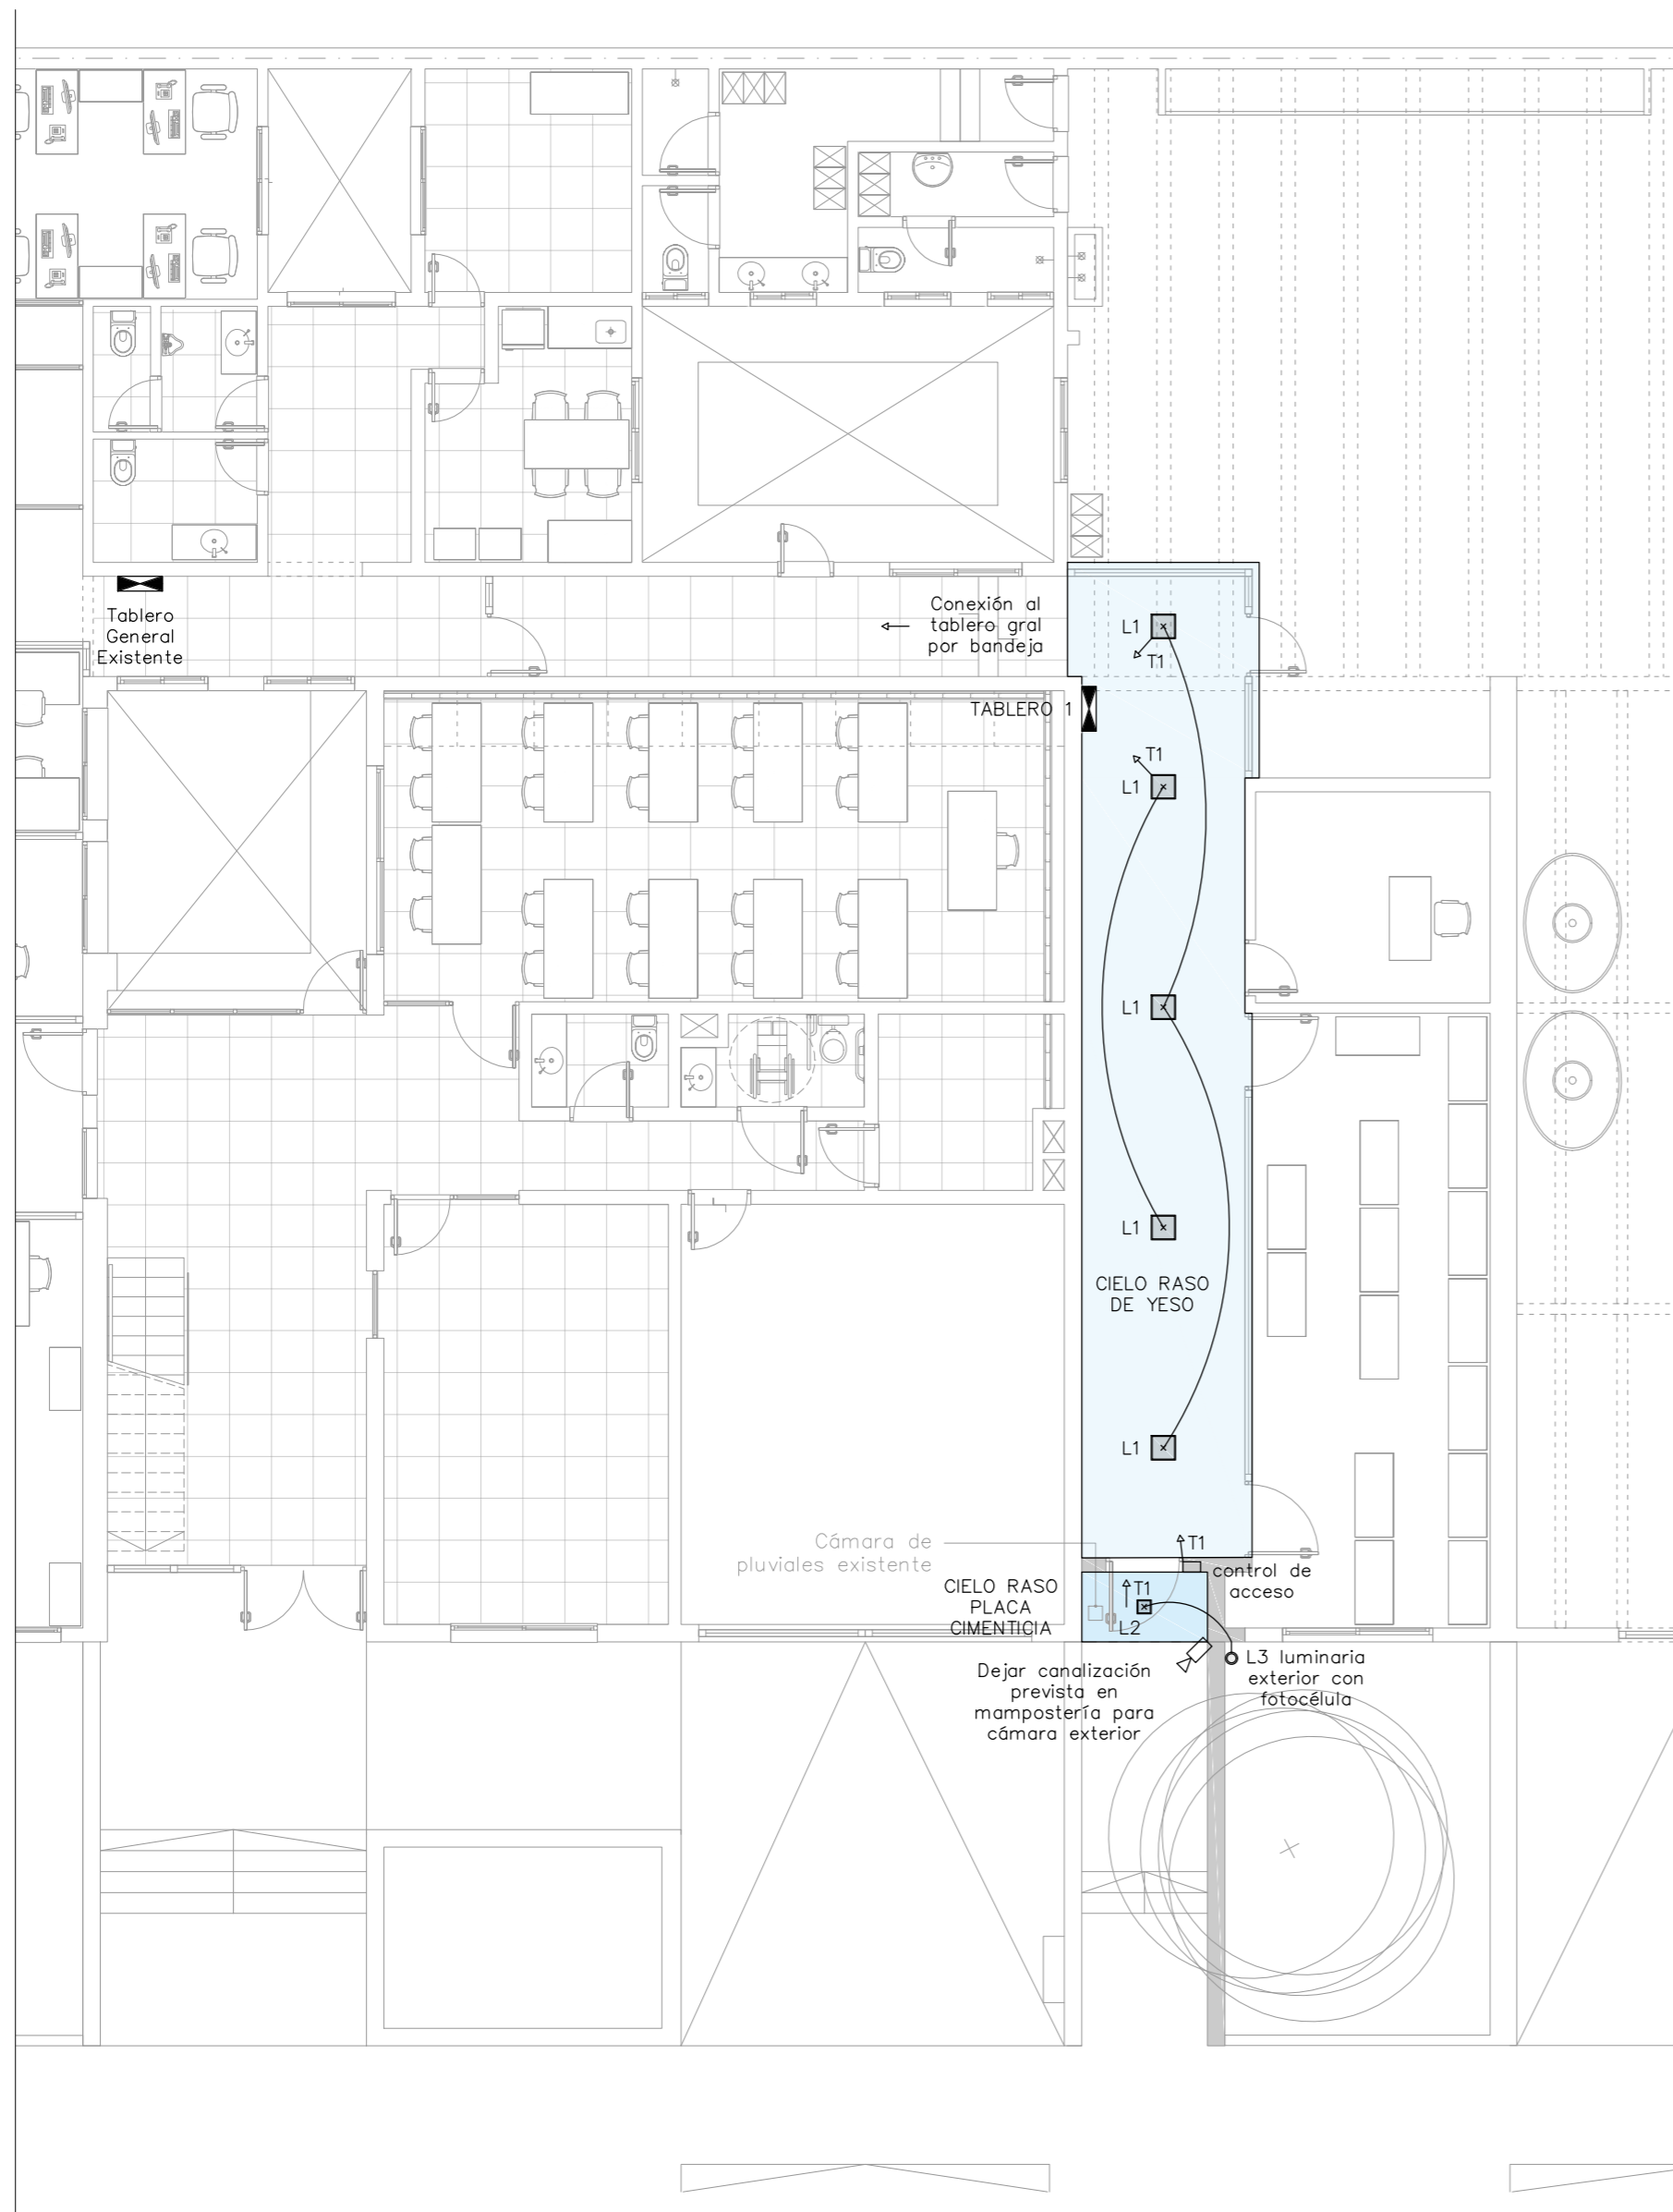 Tablero
General
Existente
Conexión al
tablero gral
por bandeja
L1
T1
TABLERO 1
T1
L1
L1
L1
CIELO RASO
DE YESO
L1
Cámara de
pluviales existente
T1
control de
acceso
CIELO RASO
PLACA
CIMENTICIA
T1
L2
L3 luminaria
exterior con
fotocélula
Dejar canalización
prevista en
mampostería para
cámara exterior